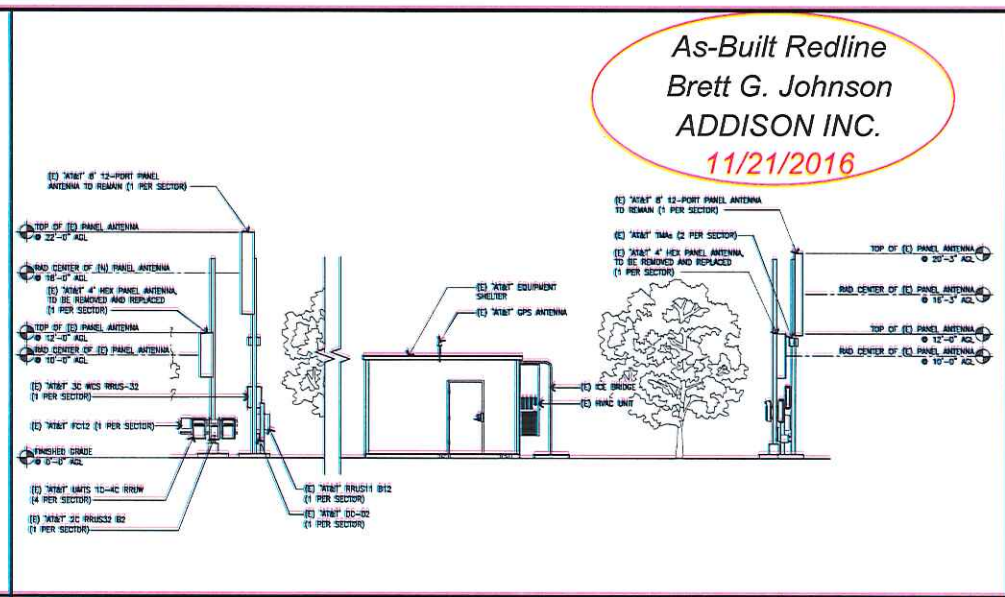 As-Built Redline
Brett G. Johnson
ADDISON INC.
11/21/2016
(E) "AT&T" 8' 12-PORT PANEL
ANTENNA TO REMAIN (1 PER SECTOR)
TOP OF (E) PANEL ANTENNA
@ 22'-0" AGL
RAD CENTER OF (N) PANEL ANTENNA
@ 18'-0" AGL
(E) "AT&T" 4' HEX PANEL ANTENNA,
TO BE REMOVED AND REPLACED
(1 PER SECTOR)
TOP OF (E) PANEL ANTENNA
@ 12'-0" AGL
RAD CENTER OF (E) PANEL ANTENNA
@ 10'-0" AGL
(E) "AT&T" 3C WCS RRUS-32
(1 PER SECTOR)
(E) "AT&T" FC12 (1 PER SECTOR)
FINISHED GRADE
@ 0'-0" AGL
(E) "AT&T" UMTS 1C-4C RRUW
(4 PER SECTOR)
(E) "AT&T" 2C RRUS32 B2
(1 PER SECTOR)
(E) "AT&T" RRUS11 B12
(1 PER SECTOR)
(E) "AT&T" DC-D2
(1 PER SECTOR)
(E) "AT&T" EQUIPMENT
SHELTER
(E) "AT&T" GPS ANTENNA
(E) ICE BRIDGE
(E) HVAC UNIT
(E) "AT&T" 8' 12-PORT PANEL ANTENNA
TO REMAIN (1 PER SECTOR)
(E) "AT&T" TMAs (2 PER SECTOR)
(E) "AT&T" 4' HEX PANEL ANTENNA,
TO BE REMOVED AND REPLACED
(1 PER SECTOR)
TOP OF (E) PANEL ANTENNA
@ 20'-3" AGL
RAD CENTER OF (E) PANEL ANTENNA
@ 16'-3" AGL
TOP OF (E) PANEL ANTENNA
@ 12'-0" AGL
RAD CENTER OF (E) PANEL ANTENNA
@ 10'-0" AGL